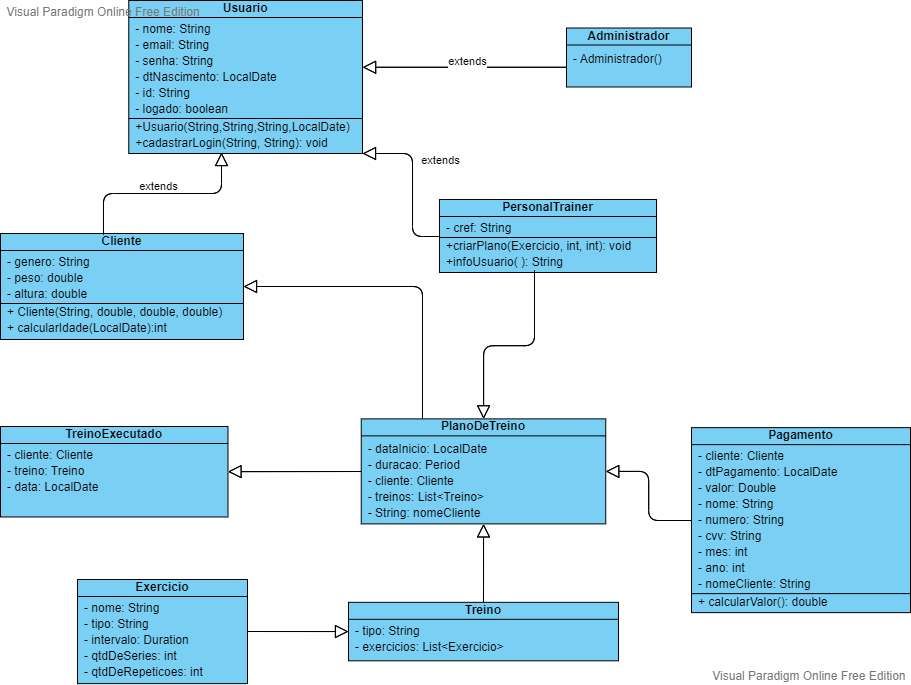 Visual Paradigm Online Free Edition
Usuario
- nome: String
- email: String
- senha: String
- dtNascimento: LocalDate
- id: String
- logado: boolean
+Usuario(String,String,String,LocalDate)
+cadastrarLogin(String, String): void
Administrador
- Administrador()
extends
extends
extends
PersonalTrainer
- cref: String
+criarPlano(Exercicio, int, int): void
+infoUsuario( ): String
Cliente
- genero: String
- peso: double
- altura: double
+ Cliente(String, double, double, double)
+ calcularIdade(LocalDate):int
TreinoExecutado
- cliente: Cliente
- treino: Treino
- data: LocalDate
PlanoDeTreino
- dataInicio: LocalDate
- duracao: Period
- cliente: Cliente
- treinos: List<Treino>
- String: nomeCliente
Pagamento
- cliente: Cliente
- dtPagamento: LocalDate
- valor: Double
- nome: String
- numero: String
- cvv: String
- mes: int
- ano: int
- nomeCliente: String
+ calcularValor(): double
Exercicio
- nome: String
- tipo: String
- intervalo: Duration
- qtdDeSeries: int
- qtdDeRepeticoes: int
Treino
- tipo: String
- exercicios: List<Exercicio>
Visual Paradigm Online Free Edition